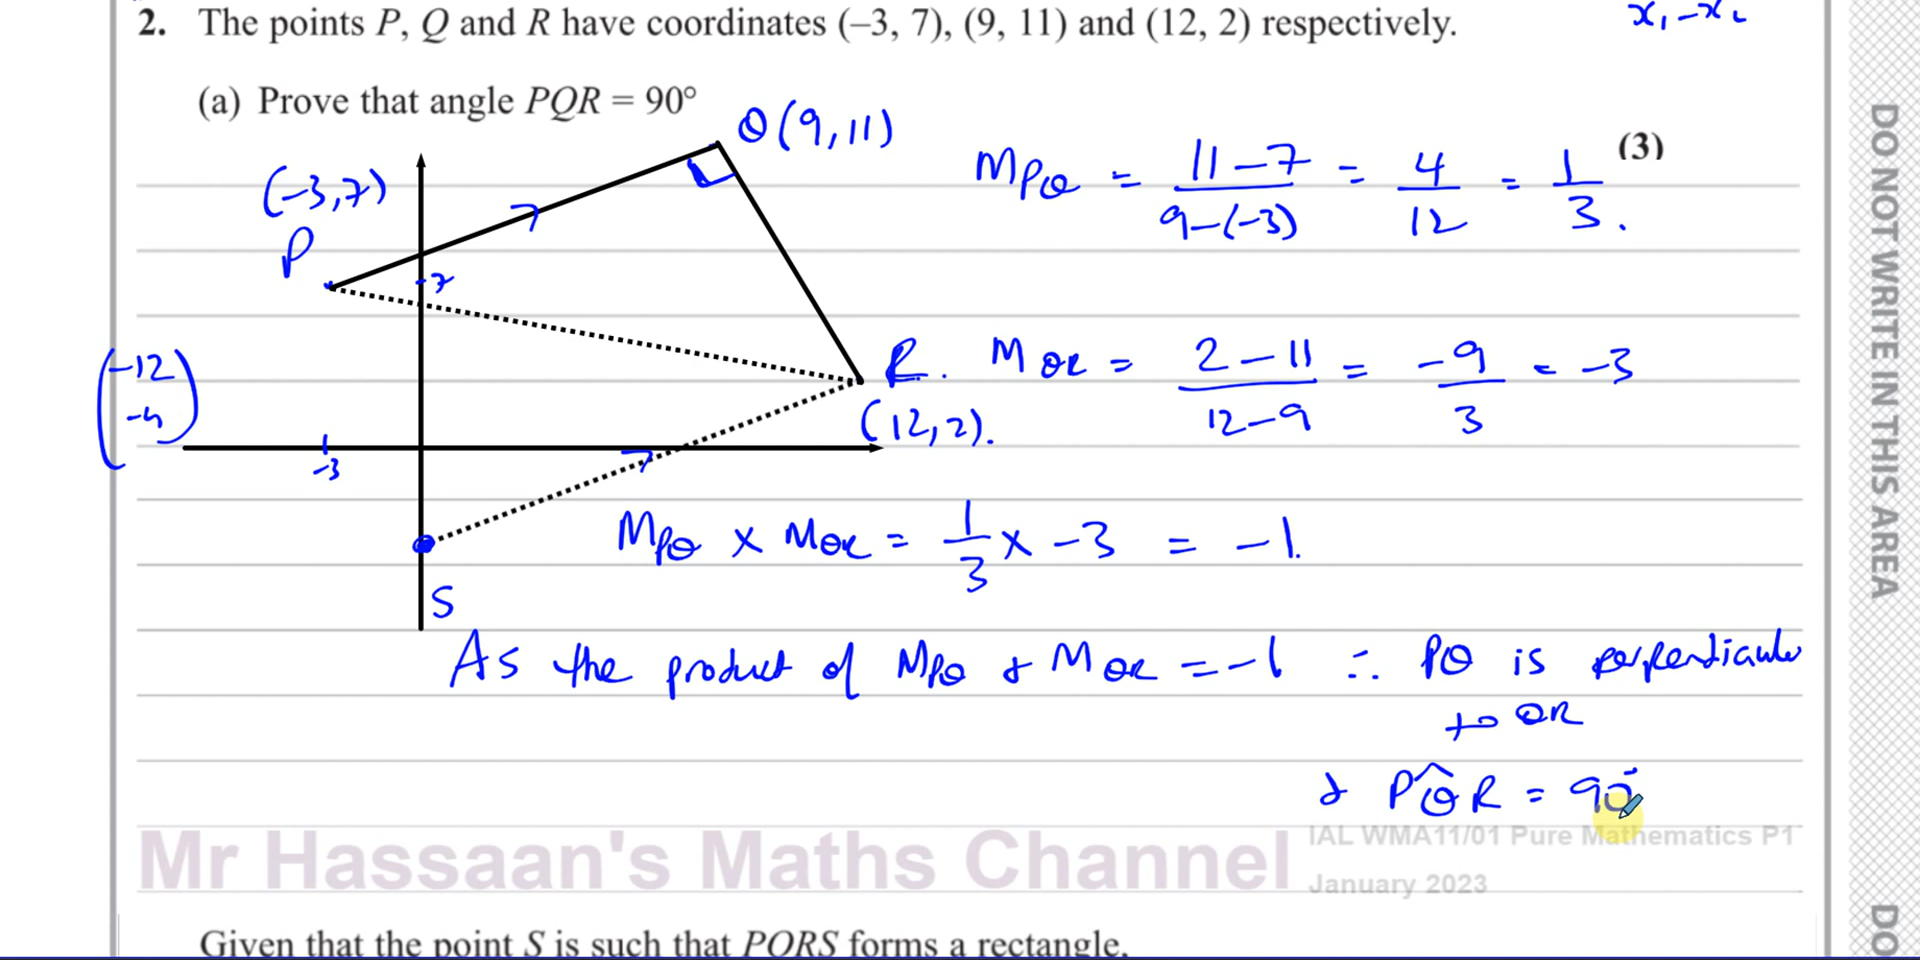 2. The points P, Q and R have coordinates (–3, 7), (9, 11) and (12, 2) respectively.
x₁ – x₂
(a) Prove that angle PQR = 90°
(3)
Q(9, 11)
(-3, 7)
P
7
M_PQ = 11-7 / 9-(-3) = 4/12 = 1/3.
R.
(12, 2).
M_QR = 2-11 / 12-9 = -9/3 = -3
(-12 -4)
-3
S
M_PQ × M_QR = 1/3 × -3 = -1.
As the product of M_PQ & M_QR = -1 ∴ PQ is perpendicular
to QR
& PQ̂R = 90°
Mr Hassaan's Maths Channel
IAL WMA11/01 Pure Mathematics P1
January 2023
Given that the point S is such that PQRS forms a rectangle,
DO NOT WRITE IN THIS AREA
DO